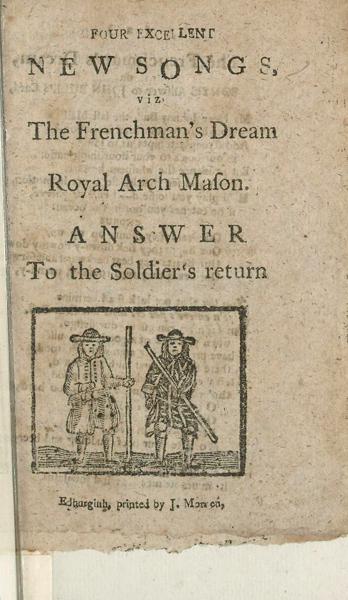 FOUR EXCELLENT
NEW SONGS,
VIZ
The Frenchman's Dream
Royal Arch Maſon.
ANSWER
To the Soldier's return
printed by J. Morren,